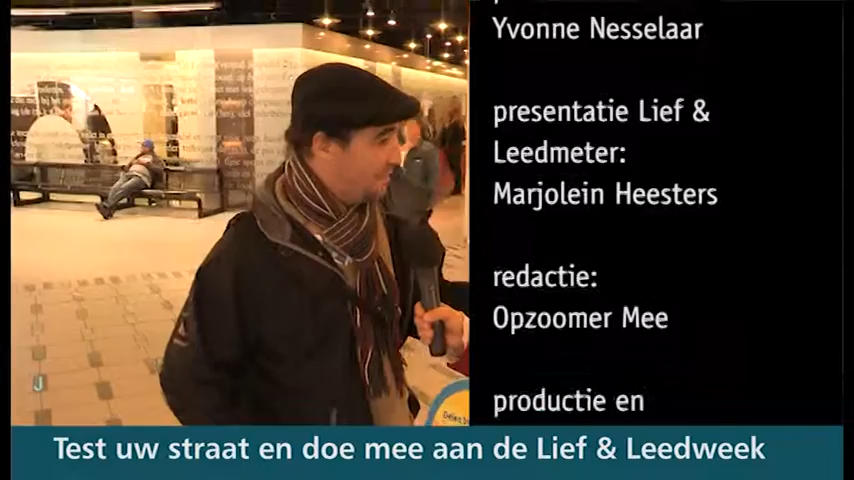 Yvonne Nesselaar
presentatie Lief &
Leedmeter:
Marjolein Heesters
redactie:
Opzoomer Mee
productie en
Test uw straat en doe mee aan de Lief & Leedweek